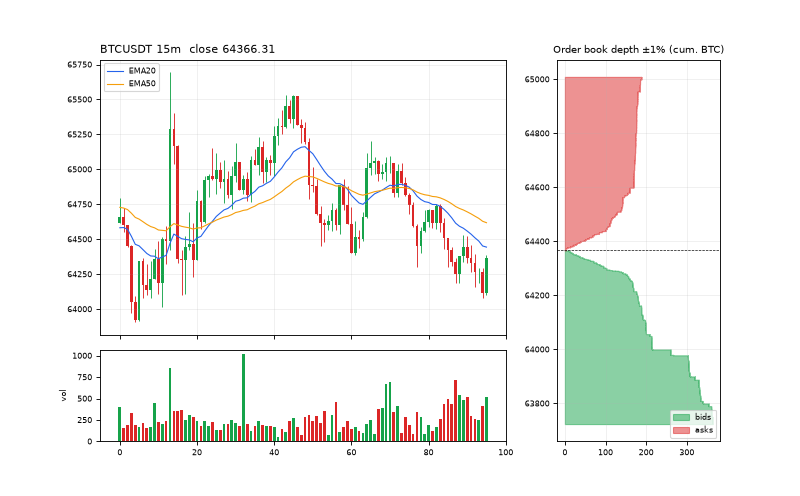 BTCUSDT 15m  close 64366.31
Order book depth ±1% (cum. BTC)
EMA20
EMA50
65750
65500
65250
65000
64750
64500
64250
64000
1000
750
500
250
0
vol
0 20 40 60 80 100
65000
64800
64600
64400
64200
64000
63800
bids
asks
0 100 200 300